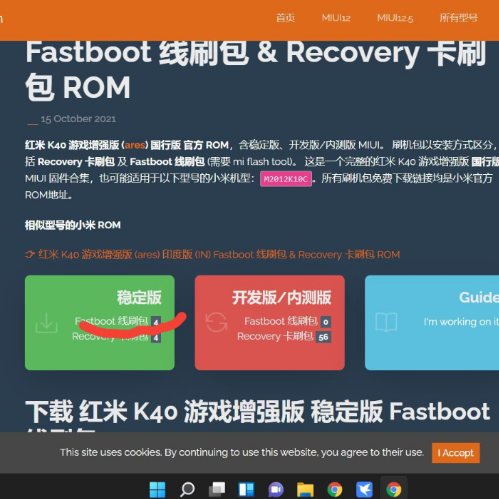 首页 MIUI12 MIUI12.5 所有型号
Fastboot 线刷包 & Recovery 卡刷
包 ROM
15 October 2021
红米 K40 游戏增强版 (ares) 国行版 官方 ROM，含稳定版、开发版/内测版 MIUI。 刷机包以安装方式区分，
括 Recovery 卡刷包 及 Fastboot 线刷包 (需要 mi flash tool)。 这是一个完整的红米 K40 游戏增强版 国行版
MIUI 固件合集，也可能适用于以下型号的小米机型： M2012K10C 。所有刷机包免费下载链接均是小米官方
ROM地址。
相似型号的小米 ROM
红米 K40 游戏增强版 (ares) 印度版 (IN) Fastboot 线刷包 & Recovery 卡刷包 ROM
稳定版
Fastboot 线刷包 4
Recovery 卡刷包 4
开发版/内测版
Fastboot 线刷包 0
Recovery 卡刷包 56
Guide
I'm working on it
下载 红米 K40 游戏增强版 稳定版 Fastboot
This site uses cookies. By continuing to use this website, you agree to their use. I Accept